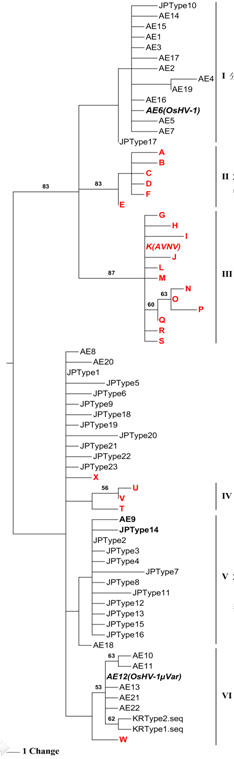 JPType10
AE14
AE15
AE1
AE3
AE17
AE2
AE4
AE19
AE16
AE6(OsHV-1)
AE5
AE7
JPType17
I
A
B
C
D
F
E
83
83
II
G
H
I
K(AVNV)
J
L
M
N
O
P
Q
R
S
87
63
60
III
AE8
AE20
JPType1
JPType5
JPType6
JPType9
JPType18
JPType19
JPType20
JPType21
JPType22
JPType23
X
56
U
V
T
IV
AE9
JPType14
JPType2
JPType3
JPType4
JPType7
JPType8
JPType11
JPType12
JPType13
JPType15
JPType16
AE18
V
63
AE10
AE11
AE12(OsHV-1µVar)
53
AE13
AE21
AE22
62
KRType2.seq
KRType1.seq
W
VI
1 Change